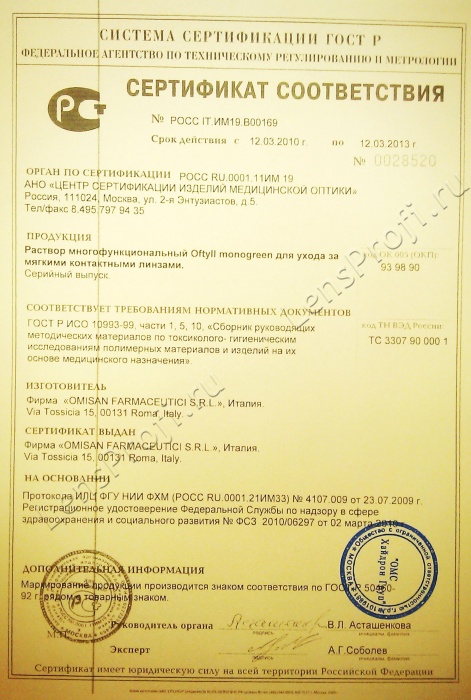 СИСТЕМА СЕРТИФИКАЦИИ ГОСТ Р
ФЕДЕРАЛЬНОЕ АГЕНТСТВО ПО ТЕХНИЧЕСКОМУ РЕГУЛИРОВАНИЮ И МЕТРОЛОГИИ
СЕРТИФИКАТ СООТВЕТСТВИЯ
№ РОСС IT.ИМ19.В00169
Срок действия с 12.03.2010 г. по 12.03.2013 г
№ 0028520
ОРГАН ПО СЕРТИФИКАЦИИ РОСС RU.0001.11ИМ 19
АНО «ЦЕНТР СЕРТИФИКАЦИИ ИЗДЕЛИЙ МЕДИЦИНСКОЙ ОПТИКИ»
Россия, 111024, Москва, ул. 2-я Энтузиастов, д.5.
Тел/факс 8.495.797 94 35
ПРОДУКЦИЯ
Раствор многофункциональный Oftyll monogreen для ухода за
мягкими контактными линзами.
Серийный выпуск.
код ОК 005 (ОКП):
93 98 90
СООТВЕТСТВУЕТ ТРЕБОВАНИЯМ НОРМАТИВНЫХ ДОКУМЕНТОВ
ГОСТ Р ИСО 10993-99, части 1, 5, 10, «Сборник руководящих
методических материалов по токсиколого- гигиеническим
исследованиям полимерных материалов и изделий на их
основе медицинского назначения».
код ТН ВЭД России:
ТС 3307 90 000 1
ИЗГОТОВИТЕЛЬ
Фирма «OMISAN FARMACEUTICI S.R.L.», Италия.
Via Tossicia 15, 00131 Roma, Italy.
СЕРТИФИКАТ ВЫДАН
Фирма «OMISAN FARMACEUTICI S.R.L.», Италия.
Via Tossicia 15, 00131 Roma, Italy.
НА ОСНОВАНИИ
Протокола ИЛЦ ФГУ НИИ ФХМ (РОСС RU.0001.21ИМ33) № 4107.009 от 23.07.2009 г.
Регистрационное удостоверение Федеральной Службы по надзору в сфере
здравоохранения и социального развития № ФСЗ 2010/06297 от 02 марта 2010 г.
ДОПОЛНИТЕЛЬНАЯ ИНФОРМАЦИЯ
Маркирование продукции производится знаком соответствия по ГОСТ Р 50460-
92 г. рядом с товарным знаком.
"ОМС
Хайдрон Групп"
Общество с ограниченной ответственностью
МОСКВА
М.П.
Руководитель органа
подпись
В.Л. Асташенкова
инициалы, фамилия
Эксперт
подпись
А.Г.Соболев
инициалы, фамилия
Сертификат имеет юридическую силу на всей территории Российской Федерации
LensProfi.ru
LensProfi.ru